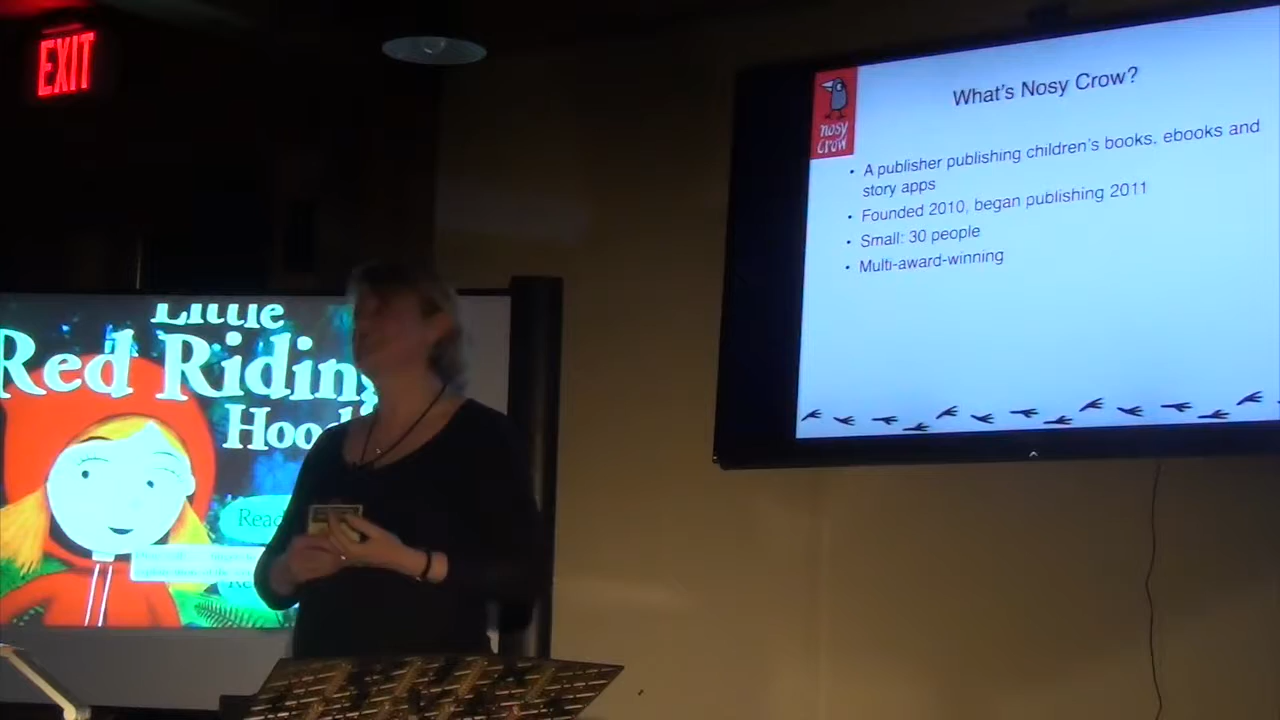 EXIT
What's Nosy Crow?
nosy
crow
• A publisher publishing children's books, ebooks and
story apps
• Founded 2010, began publishing 2011
• Small: 30 people
• Multi-award-winning
Little
Red Riding
Hood
Read